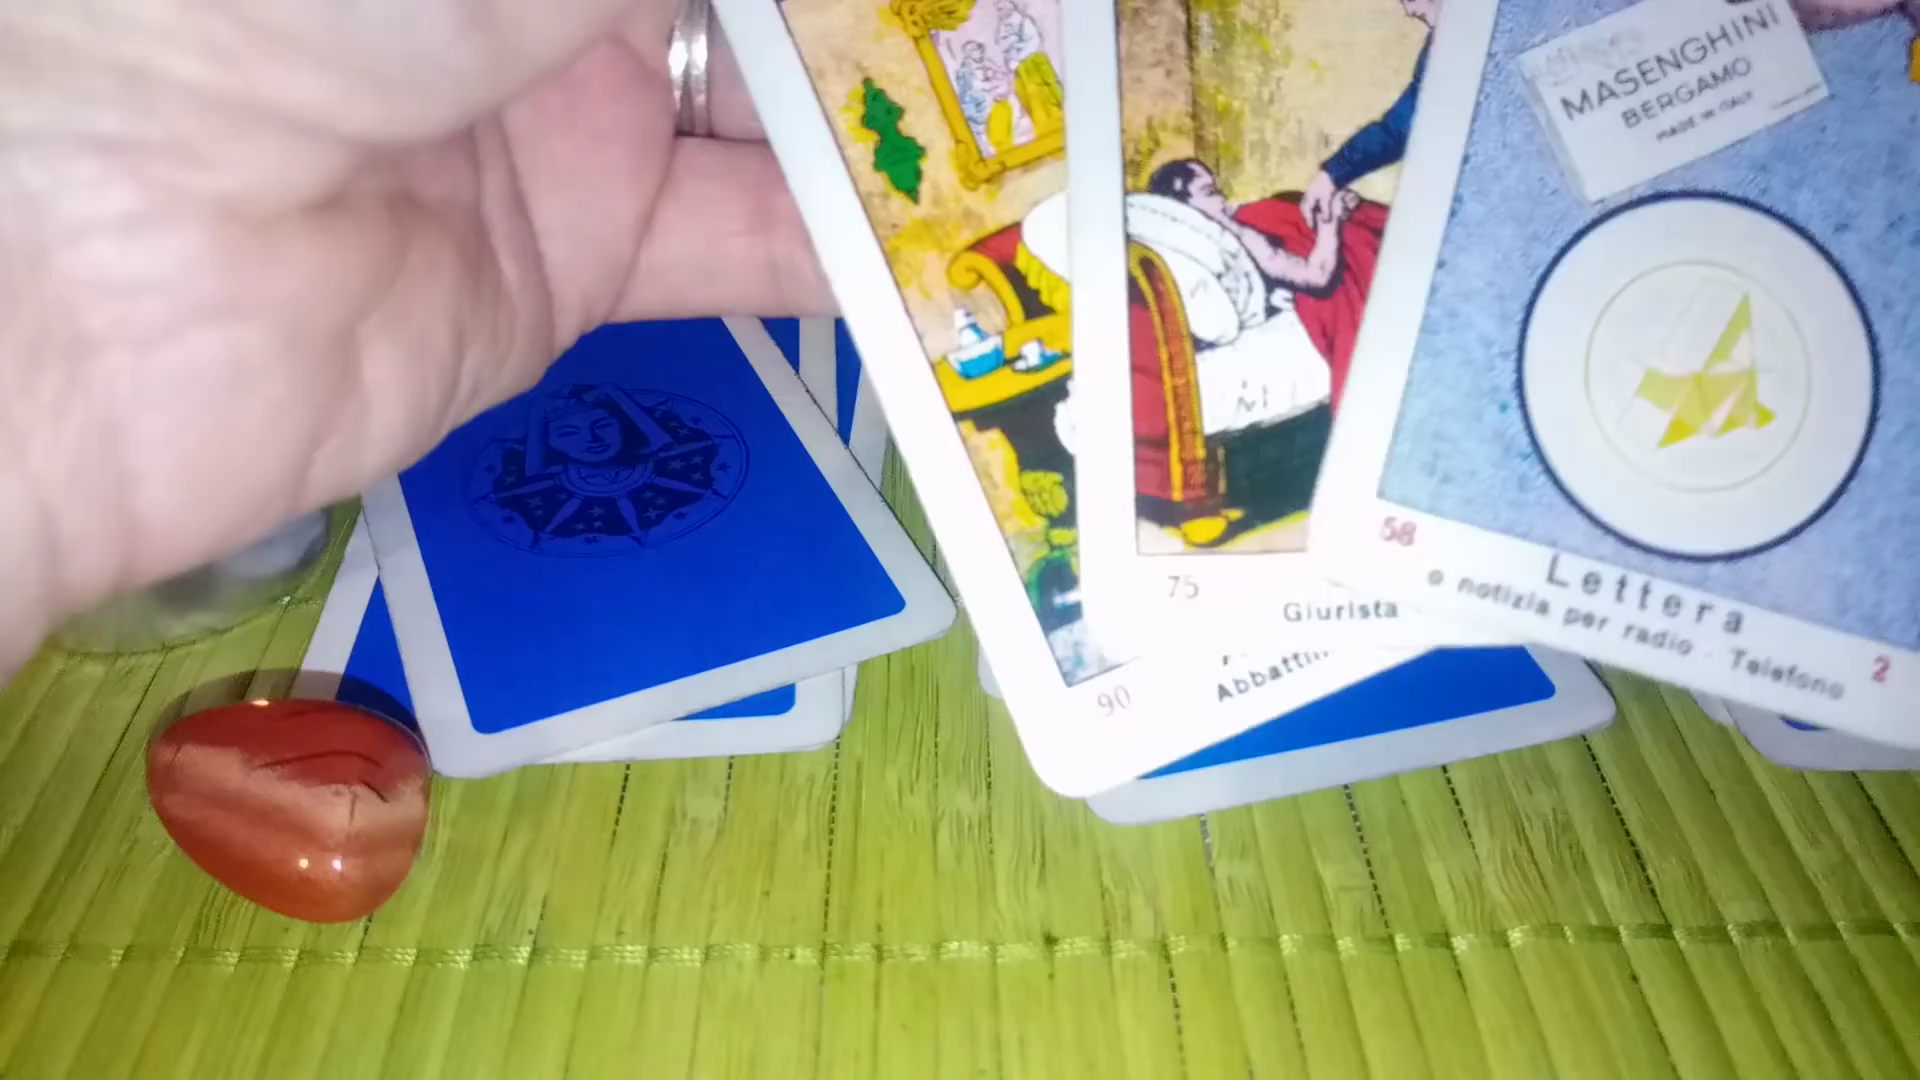 MASENGHINI
BERGAMO
MADE IN ITALY
58
Lettera
o notizia per radio - Telefono
2
75
Giurista
90